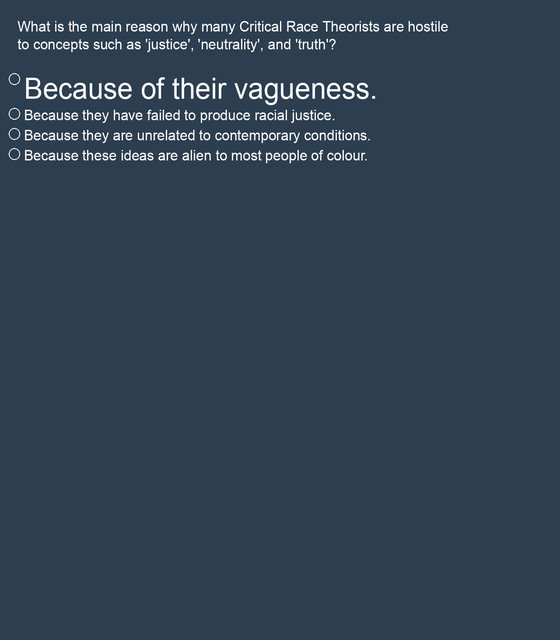 What is the main reason why many Critical Race Theorists are hostile
to concepts such as 'justice', 'neutrality', and 'truth'?
Because of their vagueness.
Because they have failed to produce racial justice.
Because they are unrelated to contemporary conditions.
Because these ideas are alien to most people of colour.